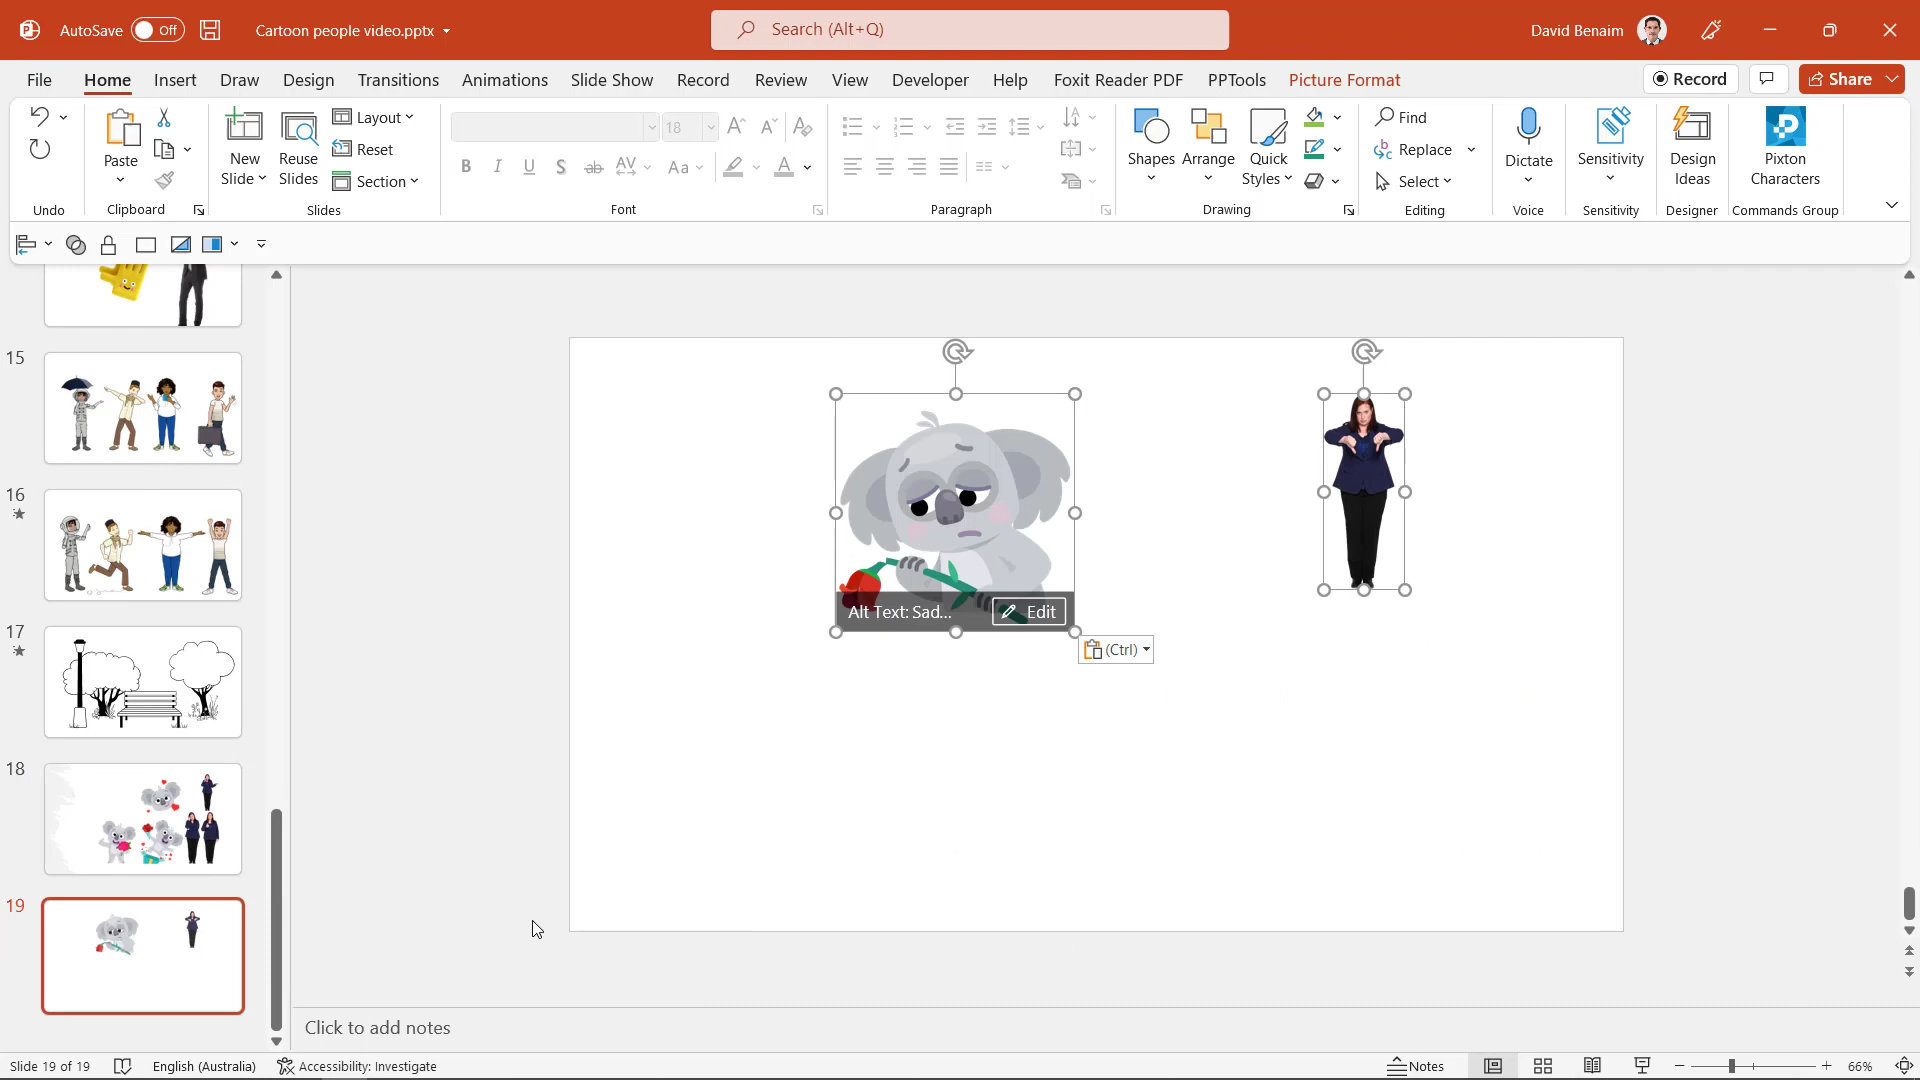 AutoSave Off
Cartoon people video.pptx
Search (Alt+Q)
David Benaim
File Home Insert Draw Design Transitions Animations Slide Show Record Review View Developer Help Foxit Reader PDF PPTools Picture Format
Record
Share
Undo
Paste
Clipboard
New
Slide
Reuse
Slides
Layout
Reset
Section
Slides
18
B I U S ab AV Aa A
Font
Paragraph
Shapes
Arrange
Quick
Styles
Drawing
Find
Replace
Select
Editing
Dictate
Voice
Sensitivity
Sensitivity
Design
Ideas
Designer
Pixton
Characters
Commands Group
15
16
17
18
19
Alt Text: Sad...
Edit
(Ctrl)
Click to add notes
Slide 19 of 19
English (Australia)
Accessibility: Investigate
Notes
66%